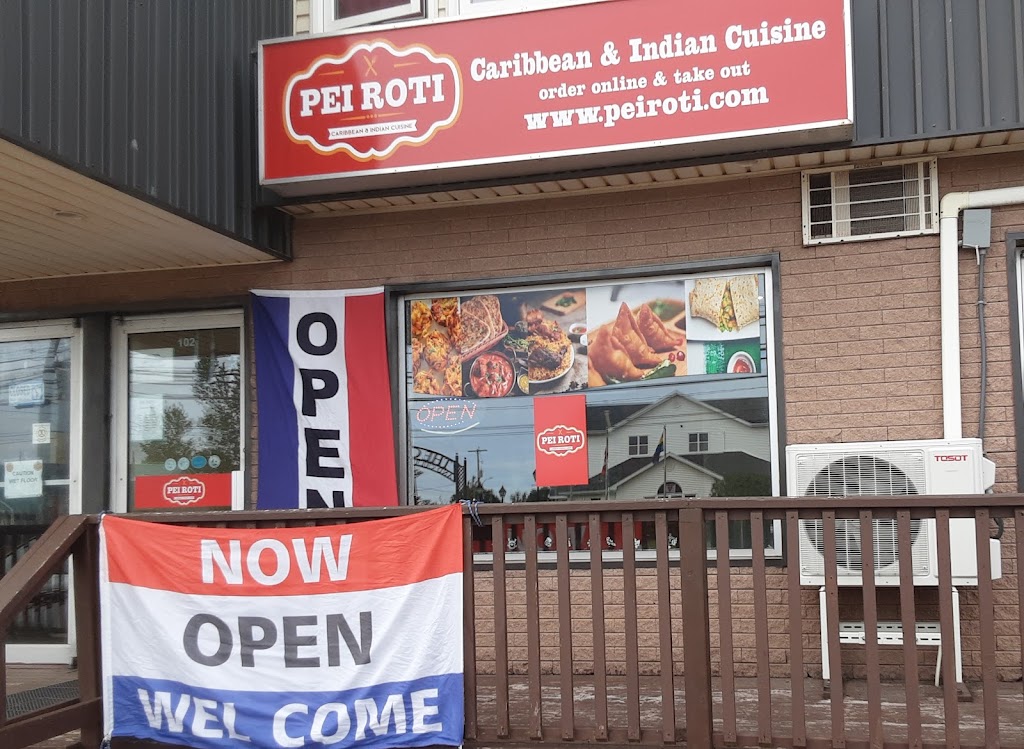 PEI ROTI
CARIBBEAN & INDIAN CUISINE
Caribbean & Indian Cuisine
order online & take out
www.peiroti.com
102
OPEN
OPEN
PEI ROTI
PEI ROTI
CAUTION
WET FLOOR
TOSOT
NOW
OPEN
WEL COME